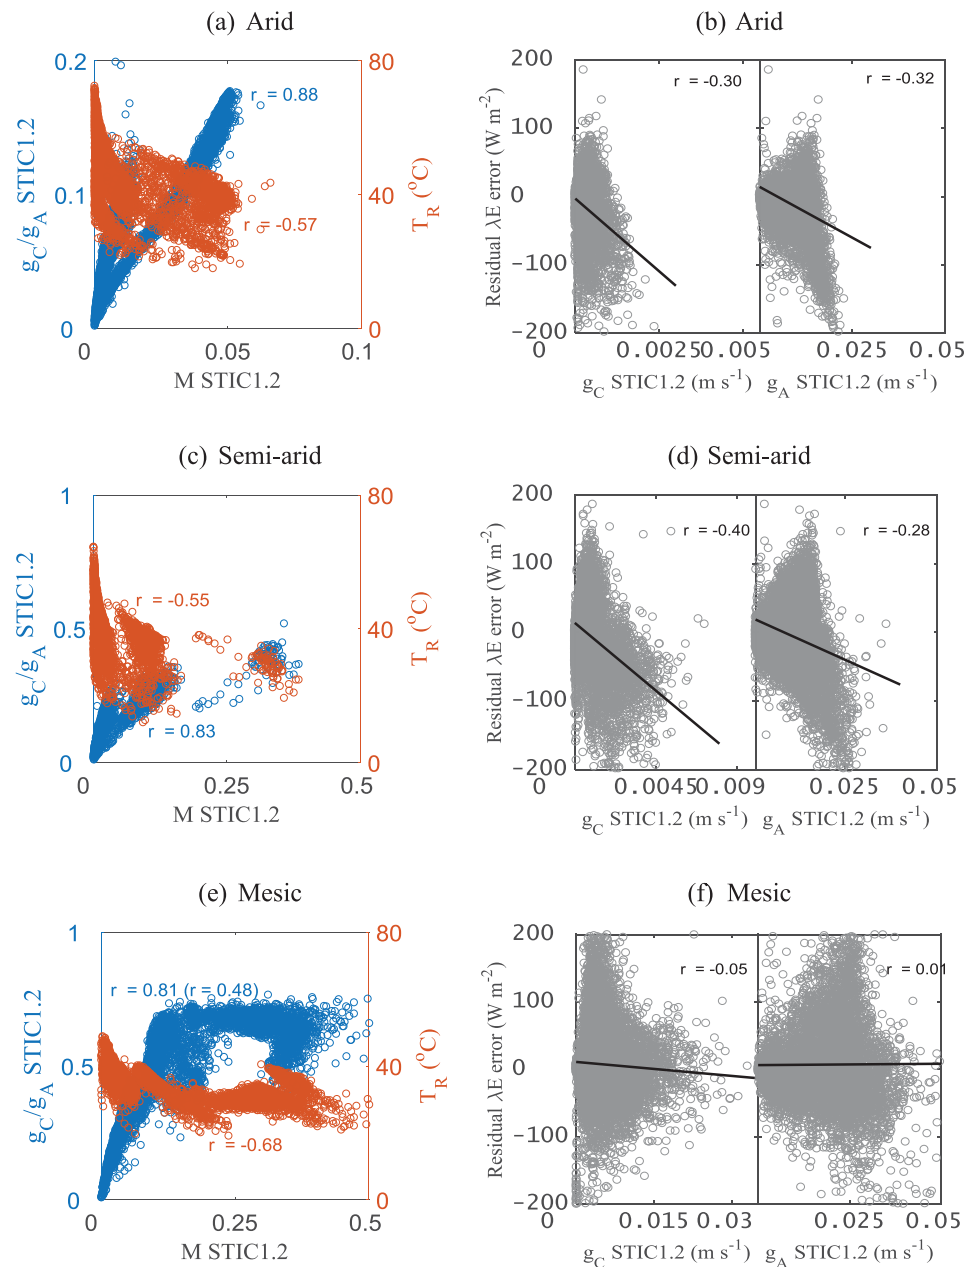 (a) Arid
(b) Arid
0.2
80
r = 0.88
g_C/g_A STIC1.2
0.1
40
T_R (°C)
r = -0.57
0
0
0
0.05
0.1
M STIC1.2
200
r = -0.30
r = -0.32
100
Residual λE error (W m⁻²)
0
-100
-200
0
0.0025
0.005
0.025
0.05
g_C STIC1.2 (m s⁻¹)
g_A STIC1.2 (m s⁻¹)
(c) Semi-arid
(d) Semi-arid
1
80
g_C/g_A STIC1.2
r = -0.55
0.5
40
T_R (°C)
r = 0.83
0
0
0
0.25
0.5
M STIC1.2
200
r = -0.40
r = -0.28
100
Residual λE error (W m⁻²)
0
-100
-200
0
0.0045
0.009
0.025
0.05
g_C STIC1.2 (m s⁻¹)
g_A STIC1.2 (m s⁻¹)
(e) Mesic
(f) Mesic
1
80
r = 0.81 (r = 0.48)
g_C/g_A STIC1.2
0.5
40
T_R (°C)
r = -0.68
0
0
0
0.25
0.5
M STIC1.2
200
r = -0.05
r = 0.01
100
Residual λE error (W m⁻²)
0
-100
-200
0
0.015
0.03
0.025
0.05
g_C STIC1.2 (m s⁻¹)
g_A STIC1.2 (m s⁻¹)